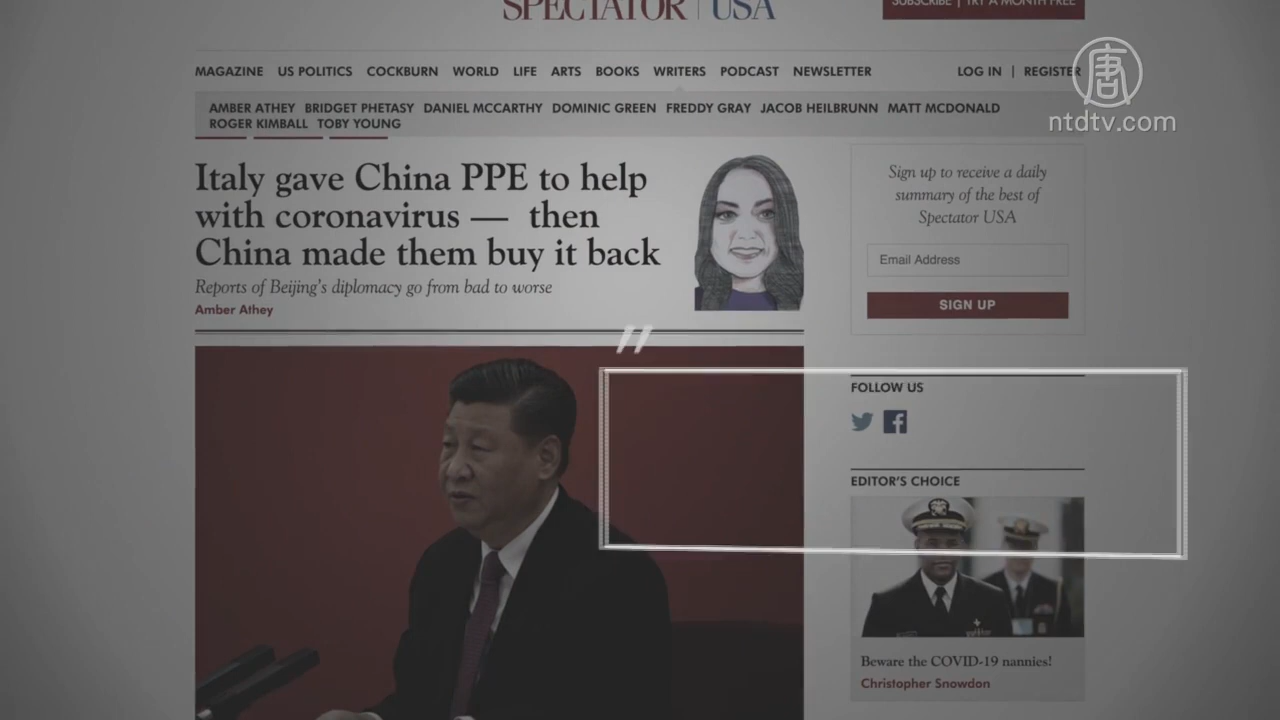 SPECTATOR | USA
SUBSCRIBE | TRY A MONTH FREE
MAGAZINE US POLITICS COCKBURN WORLD LIFE ARTS BOOKS WRITERS PODCAST NEWSLETTER LOG IN | REGISTER
唐
ntdtv.com
AMBER ATHEY BRIDGET PHETASY DANIEL MCCARTHY DOMINIC GREEN FREDDY GRAY JACOB HEILBRUNN MATT MCDONALD
ROGER KIMBALL TOBY YOUNG
Italy gave China PPE to help
with coronavirus — then
China made them buy it back
Reports of Beijing's diplomacy go from bad to worse
Amber Athey
Sign up to receive a daily
summary of the best of
Spectator USA
Email Address
SIGN UP
"
FOLLOW US
EDITOR'S CHOICE
Beware the COVID-19 nannies!
Christopher Snowdon